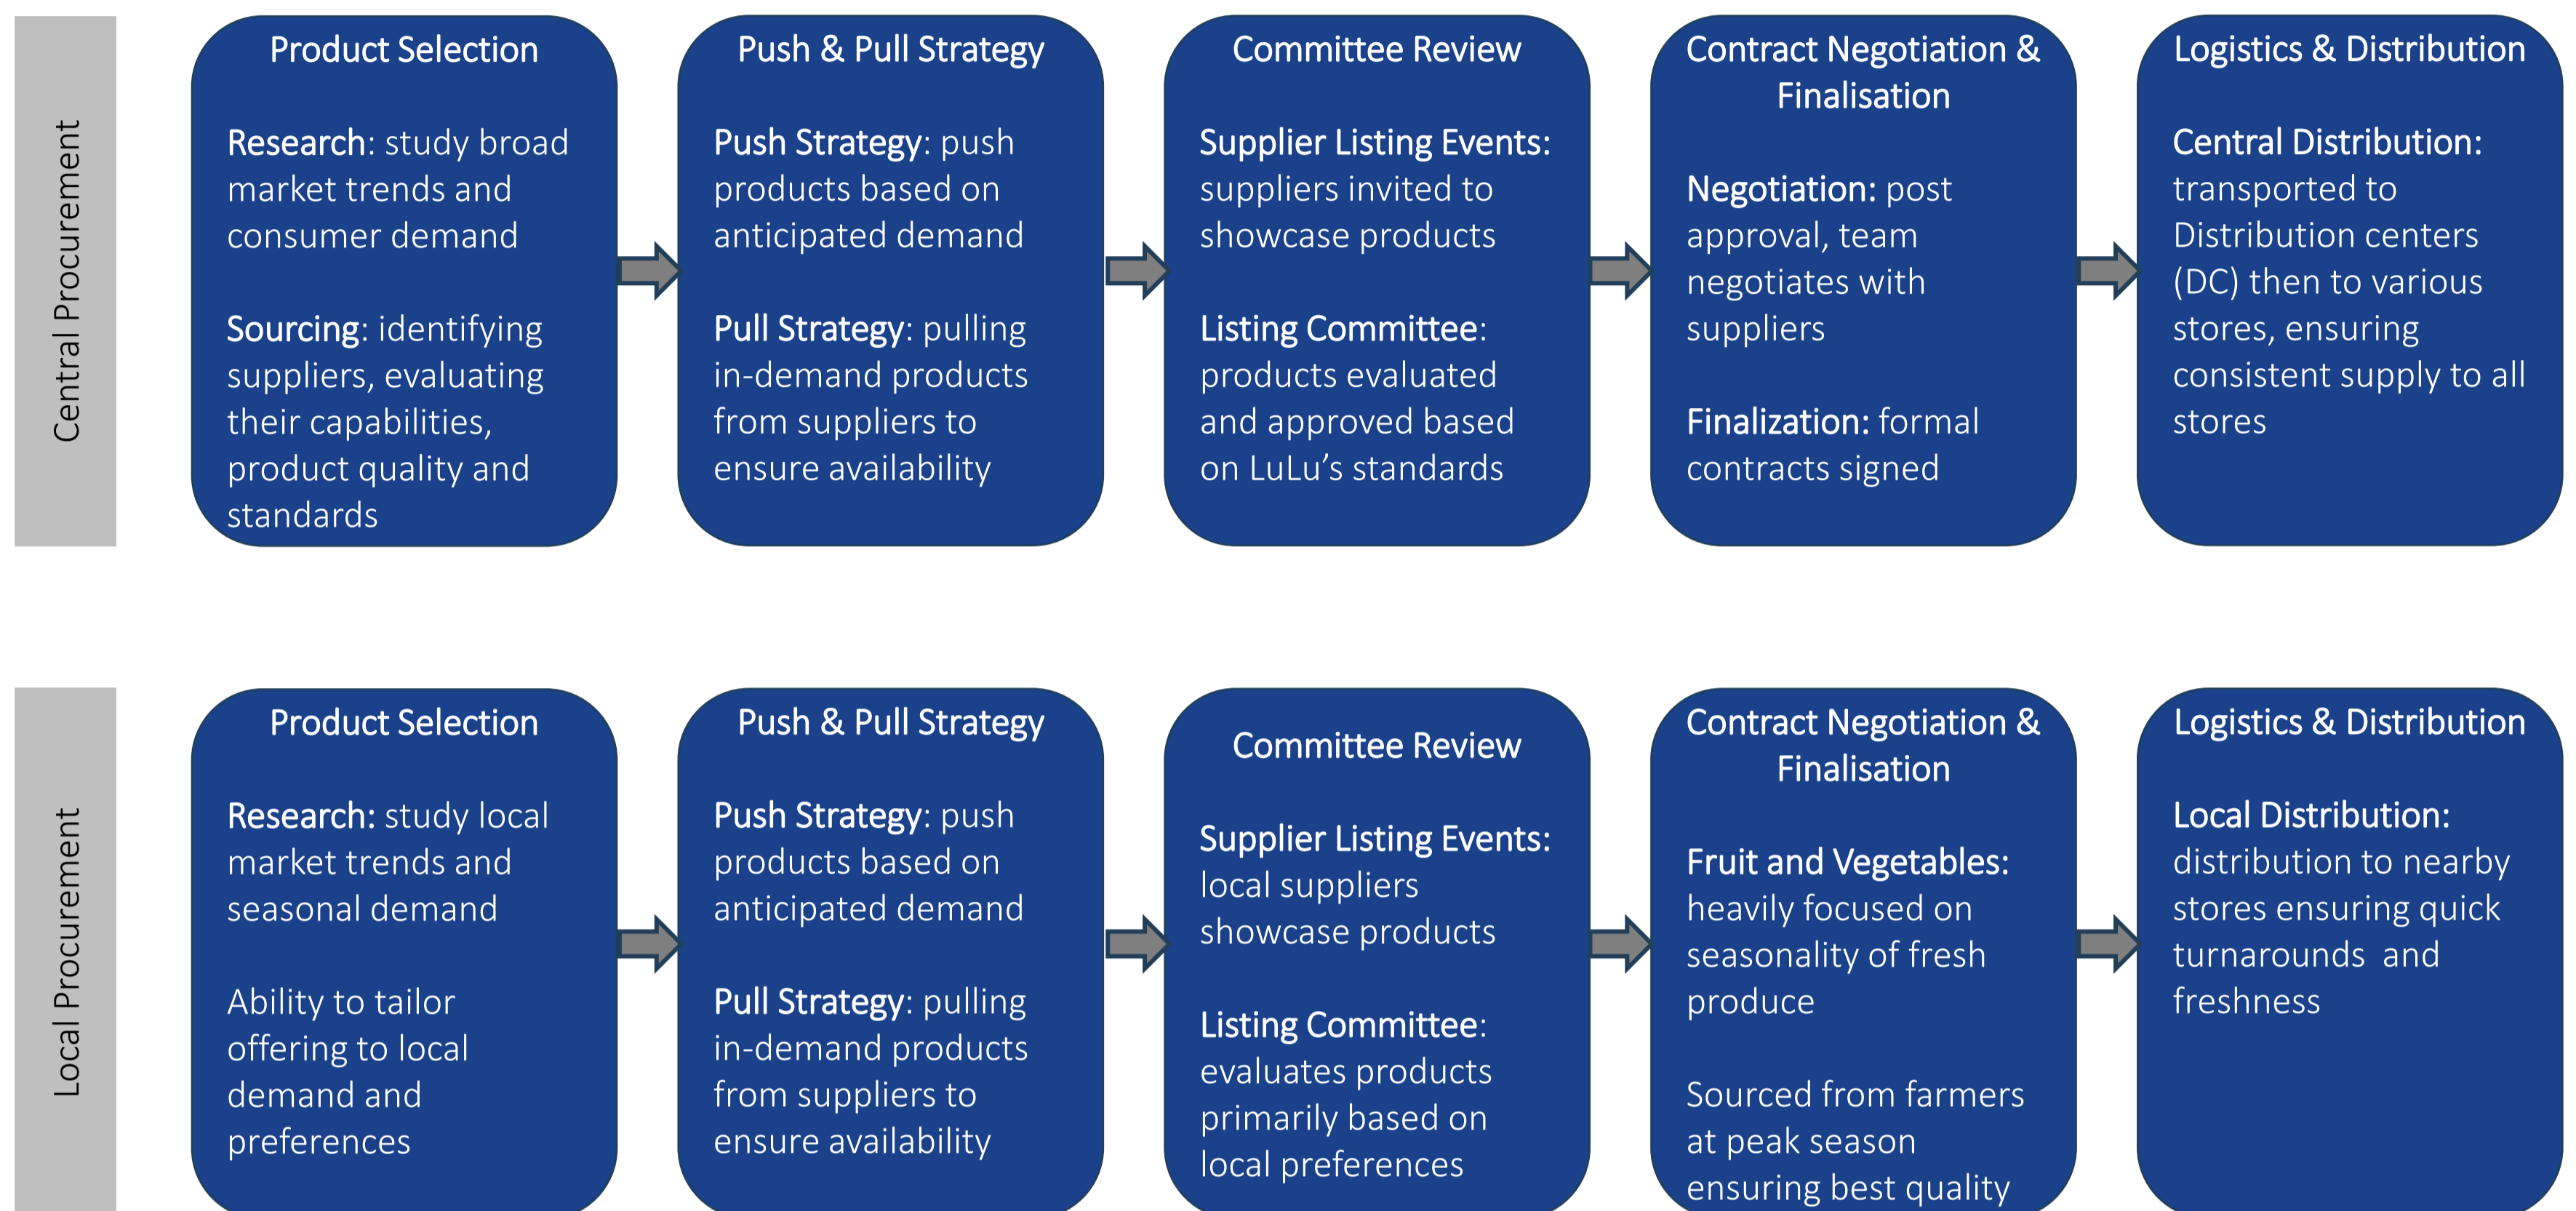 Central Procurement
Product Selection
Research: study broad
market trends and
consumer demand
Sourcing: identifying
suppliers, evaluating
their capabilities,
product quality and
standards
Push & Pull Strategy
Push Strategy: push
products based on
anticipated demand
Pull Strategy: pulling
in-demand products
from suppliers to
ensure availability
Committee Review
Supplier Listing Events:
suppliers invited to
showcase products
Listing Committee:
products evaluated
and approved based
on LuLu’s standards
Contract Negotiation &
Finalisation
Negotiation: post
approval, team
negotiates with
suppliers
Finalization: formal
contracts signed
Logistics & Distribution
Central Distribution:
transported to
Distribution centers
(DC) then to various
stores, ensuring
consistent supply to all
stores
Local Procurement
Product Selection
Research: study local
market trends and
seasonal demand
Ability to tailor
offering to local
demand and
preferences
Push & Pull Strategy
Push Strategy: push
products based on
anticipated demand
Pull Strategy: pulling
in-demand products
from suppliers to
ensure availability
Committee Review
Supplier Listing Events:
local suppliers
showcase products
Listing Committee:
evaluates products
primarily based on
local preferences
Contract Negotiation &
Finalisation
Fruit and Vegetables:
heavily focused on
seasonality of fresh
produce
Sourced from farmers
at peak season
ensuring best quality
Logistics & Distribution
Local Distribution:
distribution to nearby
stores ensuring quick
turnarounds  and
freshness